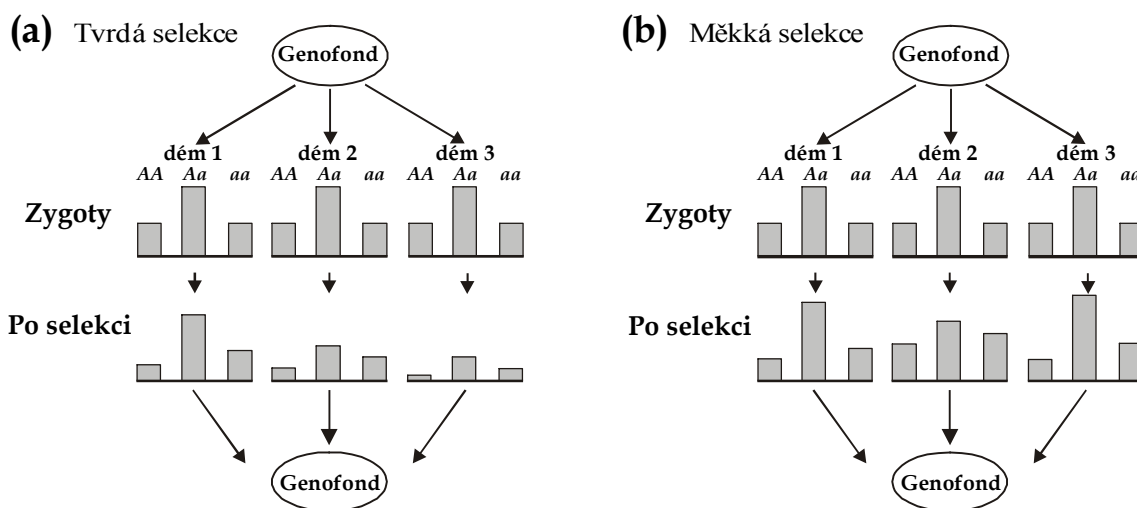 (a) Tvrdá selekce
Genofond
dém 1 dém 2 dém 3
AA Aa aa AA Aa aa AA Aa aa
Zygoty
Po selekci
Genofond
(b) Měkká selekce
Genofond
dém 1 dém 2 dém 3
AA Aa aa AA Aa aa AA Aa aa
Zygoty
Po selekci
Genofond